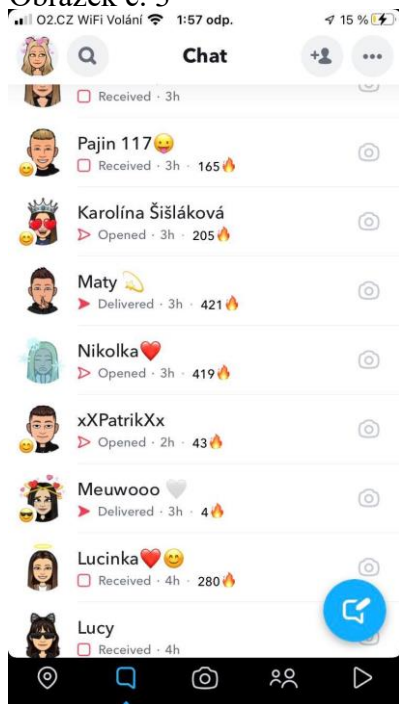 Obrázek č. 3
O2.CZ WiFi Volání 1:57 odp. 15 %
Chat
Received · 3h
Pajin 117😛
Received · 3h · 165🔥
Karolína Šišláková
Opened · 3h · 205🔥
Maty 💫
Delivered · 3h · 421🔥
Nikolka❤️
Opened · 3h · 419🔥
xXPatrikXx
Opened · 2h · 43🔥
Meuwooo 🤍
Delivered · 3h · 4🔥
Lucinka❤️😊
Received · 4h · 280🔥
Lucy
Received · 4h